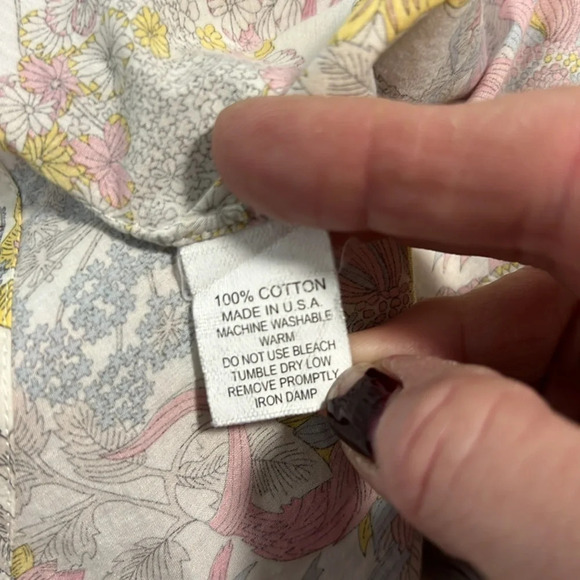 100% COTTON
MADE IN U.S.A.
MACHINE WASHABLE
WARM
DO NOT USE BLEACH
TUMBLE DRY LOW
REMOVE PROMPTLY
IRON DAMP